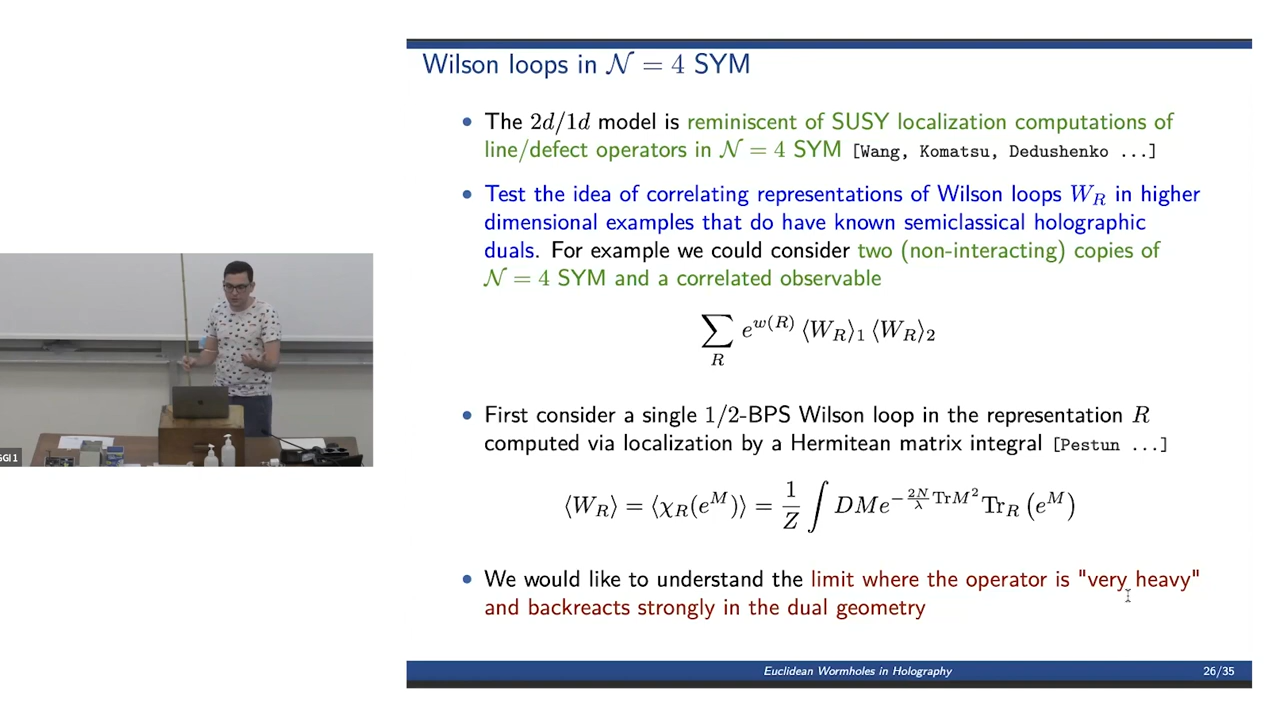 Wilson loops in 𝒩 = 4 SYM
• The 2d/1d model is reminiscent of SUSY localization computations of
line/defect operators in 𝒩 = 4 SYM [Wang, Komatsu, Dedushenko ...]
• Test the idea of correlating representations of Wilson loops W_R in higher
dimensional examples that do have known semiclassical holographic
duals. For example we could consider two (non-interacting) copies of
𝒩 = 4 SYM and a correlated observable
∑_R e^{w(R)} ⟨W_R⟩_1 ⟨W_R⟩_2
• First consider a single 1/2-BPS Wilson loop in the representation R
computed via localization by a Hermitean matrix integral [Pestun ...]
⟨W_R⟩ = ⟨χ_R(e^M)⟩ = \frac{1}{Z} ∫ DM e^{-\frac{2N}{λ} Tr M^2} Tr_R (e^M)
• We would like to understand the limit where the operator is "very heavy"
and backreacts strongly in the dual geometry
GGI 1
Euclidean Wormholes in Holography
26/35